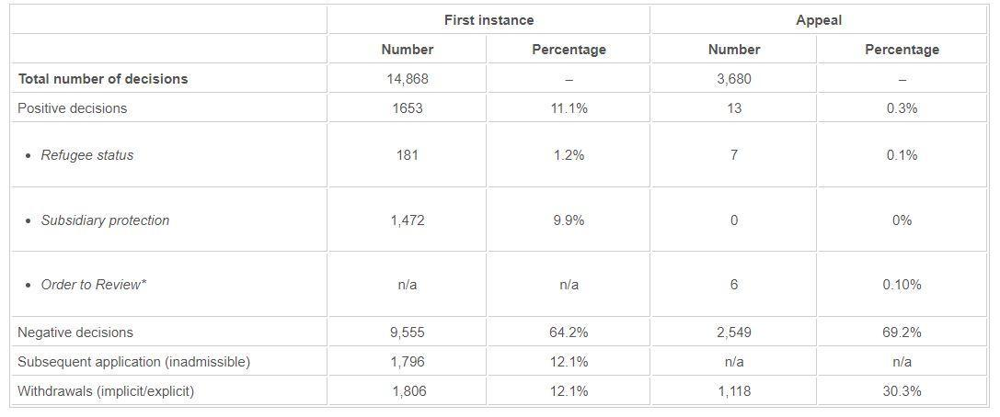 First instance Appeal
Number Percentage Number Percentage
Total number of decisions 14,868 – 3,680 –
Positive decisions 1653 11.1% 13 0.3%
• Refugee status 181 1.2% 7 0.1%
• Subsidiary protection 1,472 9.9% 0 0%
• Order to Review* n/a n/a 6 0.10%
Negative decisions 9,555 64.2% 2,549 69.2%
Subsequent application (inadmissible) 1,796 12.1% n/a n/a
Withdrawals (implicit/explicit) 1,806 12.1% 1,118 30.3%